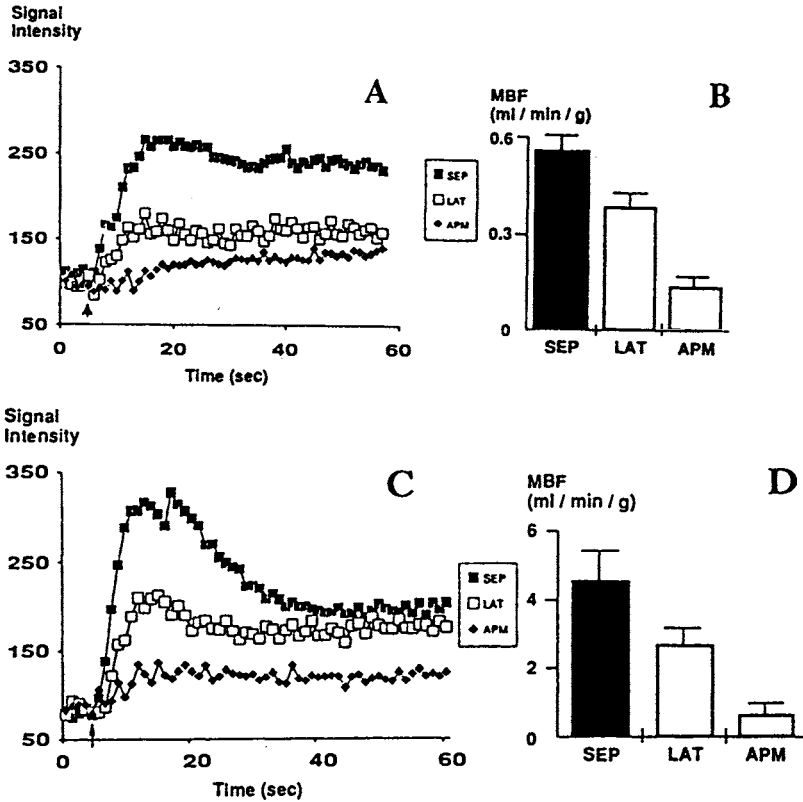 Signal
Intensity
350
250
150
50
0 20 40 60
Time (sec)
A
SEP
LAT
APM
MBF
(ml / min / g)
B
0.6
0.3
0
SEP LAT APM
Signal
Intensity
350
250
150
50
0 20 40 60
Time (sec)
C
SEP
LAT
APM
MBF
(ml / min / g)
D
6
4
2
0
SEP LAT APM